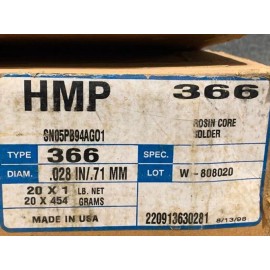 HMP 366
SN05PB94AG01
ROSIN CORE
SOLDER
TYPE 366 SPEC.
DIAM. .028 IN/.71 MM LOT W-808020
20 X 1 LB. NET
20 X 454 GRAMS
MADE IN USA 220913630281 8/13/98